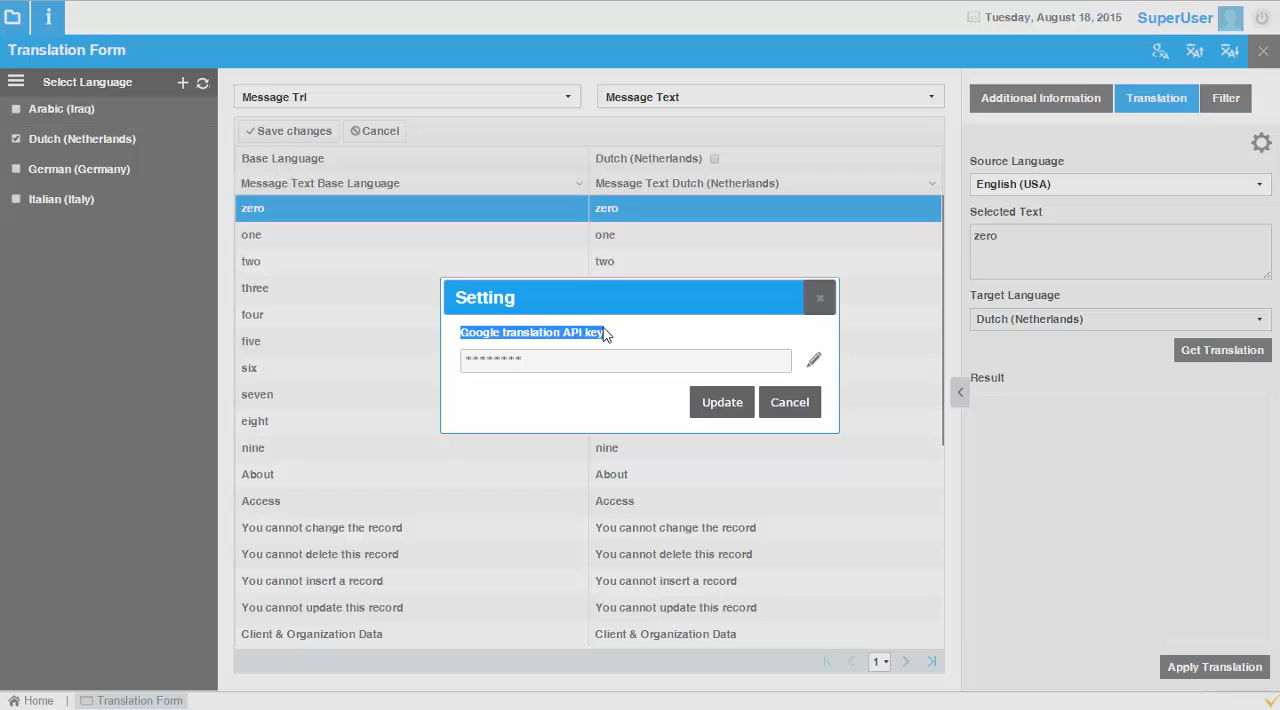 Tuesday, August 18, 2015 SuperUser
Translation Form
Select Language
Arabic (Iraq)
Dutch (Netherlands)
German (Germany)
Italian (Italy)
Message Trl Message Text
Save changes Cancel
Base Language Dutch (Netherlands)
Message Text Base Language Message Text Dutch (Netherlands)
zero zero
one one
two two
three
four
five
six
seven
eight
nine nine
About About
Access Access
You cannot change the record You cannot change the record
You cannot delete this record You cannot delete this record
You cannot insert a record You cannot insert a record
You cannot update this record You cannot update this record
Client & Organization Data Client & Organization Data
1
Setting
Google translation API key
********
Update Cancel
Additional Information Translation Filter
Source Language
English (USA)
Selected Text
zero
Target Language
Dutch (Netherlands)
Get Translation
Result
Apply Translation
Home | Translation Form